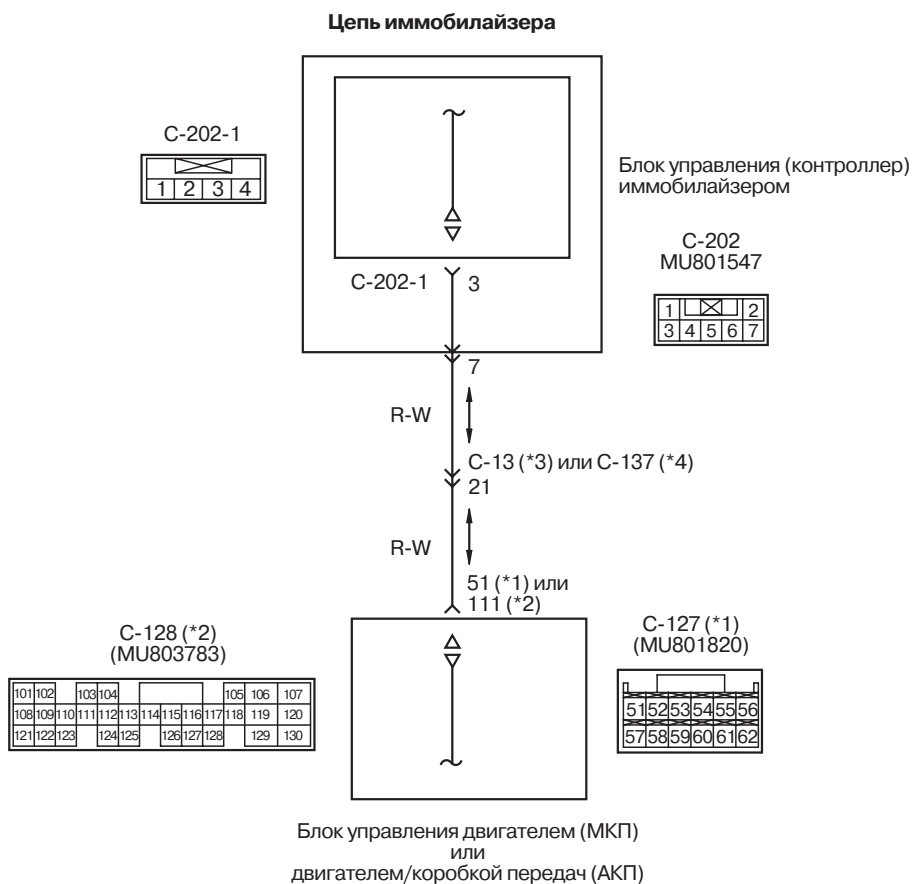 Цепь иммобилайзера
C-202-1
1 2 3 4
Блок управления (контроллер)
иммобилайзером
C-202
MU801547
1 2
3 4 5 6 7
C-202-1 3
7
R-W
C-13 (*3) или C-137 (*4)
21
R-W
51 (*1) или
111 (*2)
C-128 (*2)
(MU803783)
101 102 103 104 105 106 107
108 109 110 111 112 113 114 115 116 117 118 119 120
121 122 123 124 125 126 127 128 129 130
C-127 (*1)
(MU801820)
51 52 53 54 55 56
57 58 59 60 61 62
Блок управления двигателем (МКП)
или
двигателем/коробкой передач (АКП)